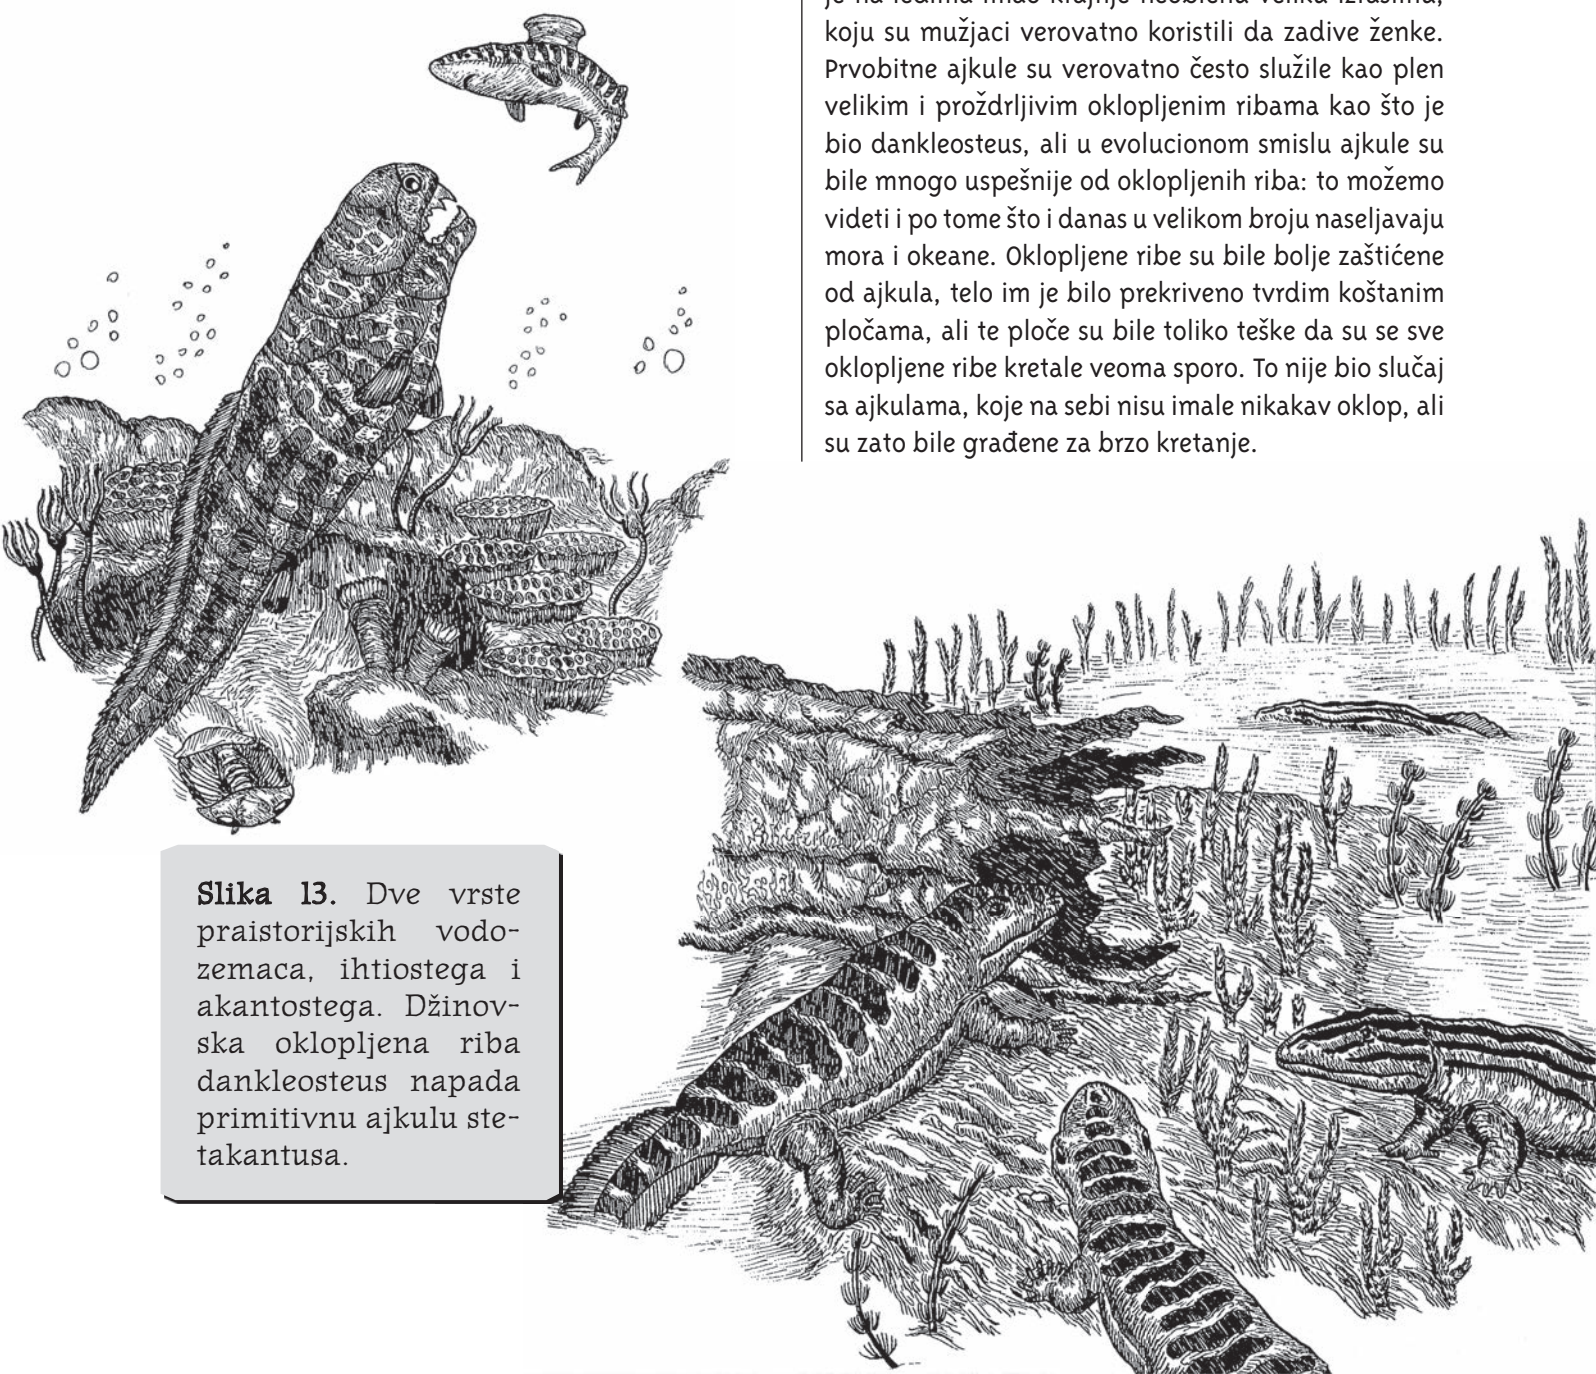 koju su mužjaci verovatno koristili da zadive ženke.
Prvobitne ajkule su verovatno često služile kao plen
velikim i proždrljivim oklopljenim ribama kao što je
bio dankleosteus, ali u evolucionom smislu ajkule su
bile mnogo uspešnije od oklopljenih riba: to možemo
videti i po tome što i danas u velikom broju naseljavaju
mora i okeane. Oklopljene ribe su bile bolje zaštićene
od ajkula, telo im je bilo prekriveno tvrdim koštanim
pločama, ali te ploče su bile toliko teške da su se sve
oklopljene ribe kretale veoma sporo. To nije bio slučaj
sa ajkulama, koje na sebi nisu imale nikakav oklop, ali
su zato bile građene za brzo kretanje.
Slika 13. Dve vrste
praistorijskih vodo-
zemaca, ihtiostega i
akantostega. Džinov-
ska oklopljena riba
dankleosteus napada
primitivnu ajkulu ste-
takantusa.